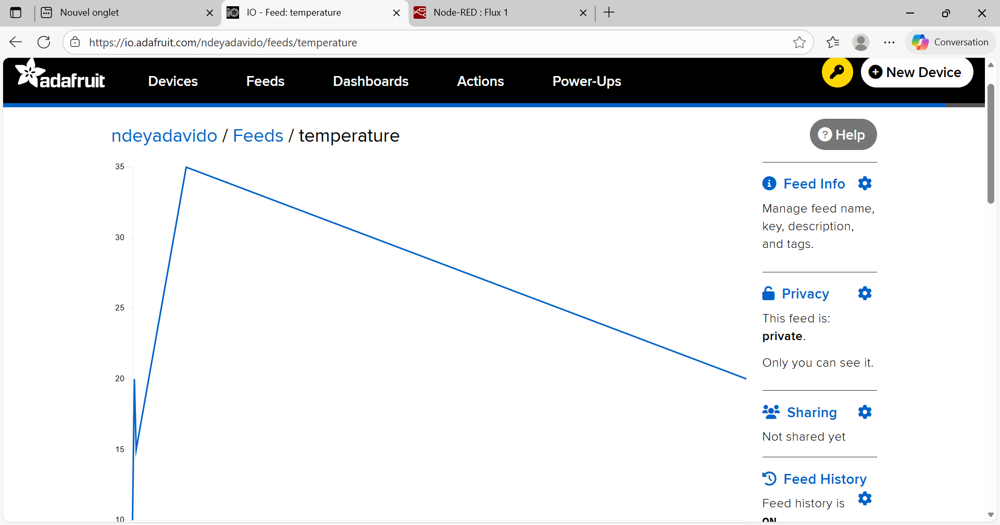 Nouvel onglet
IO - Feed: temperature
Node-RED : Flux 1
https://io.adafruit.com/ndeyadavido/feeds/temperature
Conversation
adafruit
Devices
Feeds
Dashboards
Actions
Power-Ups
New Device
ndeyadavido / Feeds / temperature
? Help
35
30
25
20
15
10
Feed Info
Manage feed name,
key, description,
and tags.
Privacy
This feed is:
private.
Only you can see it.
Sharing
Not shared yet
Feed History
Feed history is
ON